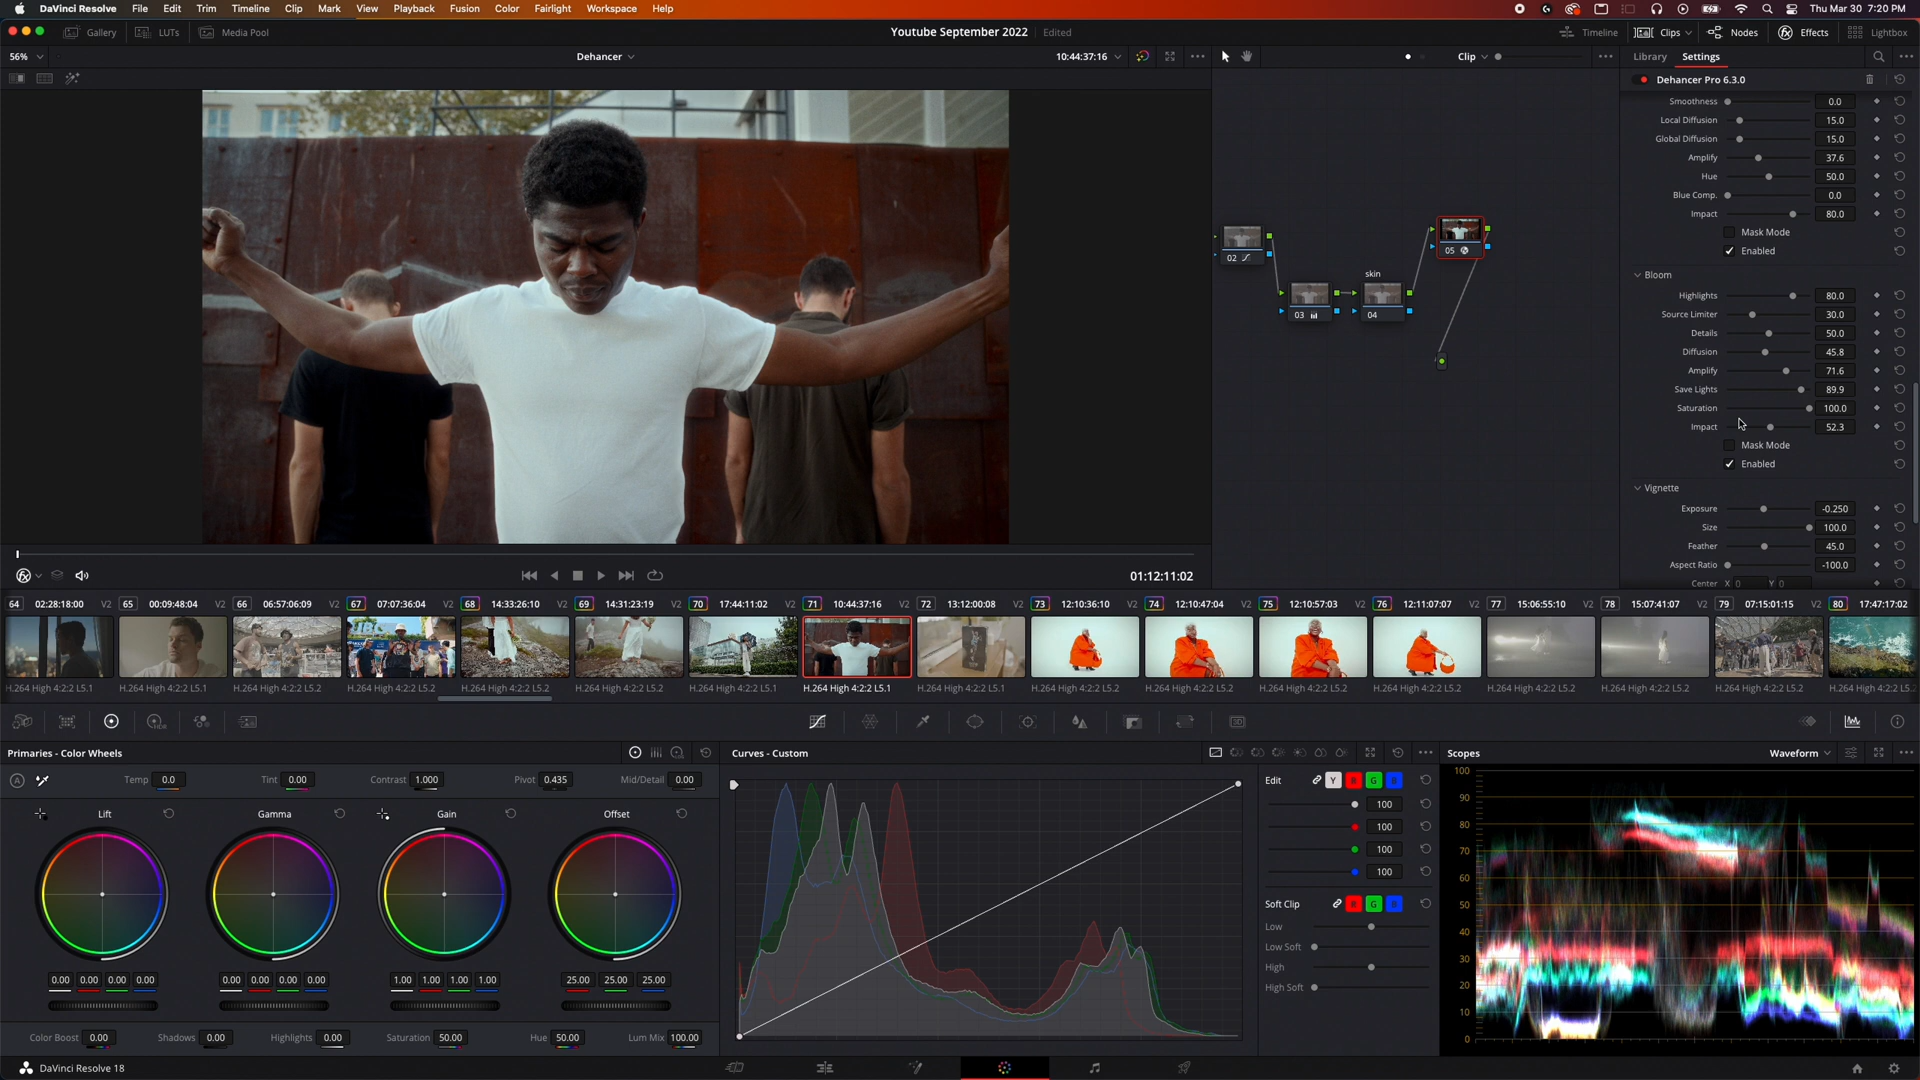 DaVinci Resolve File Edit Trim Timeline Clip Mark View Playback Fusion Color Fairlight Workspace Help Thu Mar 30 7:20 PM
Gallery LUTs Media Pool Youtube September 2022 Edited Timeline Clips Nodes Effects Lightbox
56% Dehancer 10:44:37:16 Clip Library Settings
Dehancer Pro 6.3.0
Smoothness 0.0
Local Diffusion 15.0
Global Diffusion 15.0
Amplify 37.6
Hue 50.0
Blue Comp. 0.0
Impact 80.0
Mask Mode
Enabled
Bloom
Highlights 80.0
Source Limiter 30.0
Details 50.0
Diffusion 45.8
Amplify 71.6
Save Lights 89.9
Saturation 100.0
Impact 52.3
Mask Mode
Enabled
Vignette
Exposure -0.250
Size 100.0
Feather 45.0
Aspect Ratio -100.0
Center X 0 Y 0
02
05
skin
03
04
01:12:11:02
64 02:28:18:00 V2 65 00:09:48:04 V2 66 06:57:06:09 V2 67 07:07:36:04 V2 68 14:33:26:10 V2 69 14:31:23:19 V2 70 17:44:11:02 V2 71 10:44:37:16 V2 72 13:12:00:08 V2 73 12:10:36:10 V2 74 12:10:47:04 V2 75 12:10:57:03 V2 76 12:11:07:07 V2 77 15:06:55:10 V2 78 15:07:41:07 V2 79 07:15:01:15 V2 80 17:47:17:02
H.264 High 4:2:2 L5.1 H.264 High 4:2:2 L5.1 H.264 High 4:2:2 L5.2 H.264 High 4:2:2 L5.2 H.264 High 4:2:2 L5.2 H.264 High 4:2:2 L5.2 H.264 High 4:2:2 L5.1 H.264 High 4:2:2 L5.1 H.264 High 4:2:2 L5.1 H.264 High 4:2:2 L5.2 H.264 High 4:2:2 L5.2 H.264 High 4:2:2 L5.2 H.264 High 4:2:2 L5.2 H.264 High 4:2:2 L5.2 H.264 High 4:2:2 L5.2 H.264 High 4:2:2 L5.2 H.264 High 4:2:2 L5.2
Primaries - Color Wheels Curves - Custom Scopes Waveform
Temp 0.0 Tint 0.00 Contrast 1.000 Pivot 0.435 Mid/Detail 0.00
Lift Gamma Gain Offset
0.00 0.00 0.00 0.00 0.00 0.00 0.00 0.00 1.00 1.00 1.00 1.00 25.00 25.00 25.00
Color Boost 0.00 Shadows 0.00 Highlights 0.00 Saturation 50.00 Hue 50.00 Lum Mix 100.00
Edit Y R G B
100
100
100
100
Soft Clip R G B
Low
Low Soft
High
High Soft
100
90
80
70
60
50
40
30
20
10
0
DaVinci Resolve 18